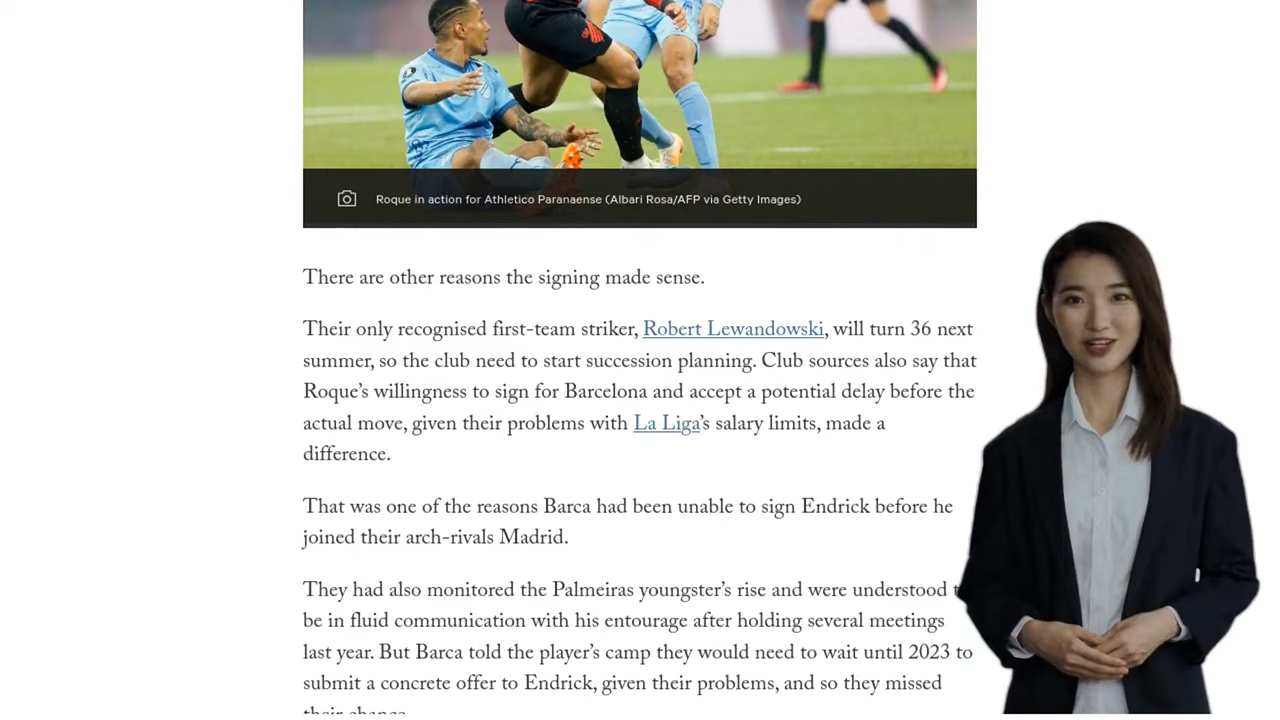 Roque in action for Athletico Paranaense (Albari Rosa/AFP via Getty Images)
There are other reasons the signing made sense.
Their only recognised first-team striker, Robert Lewandowski, will turn 36 next
summer, so the club need to start succession planning. Club sources also say that
Roque’s willingness to sign for Barcelona and accept a potential delay before the
actual move, given their problems with La Liga’s salary limits, made a
difference.
That was one of the reasons Barca had been unable to sign Endrick before he
joined their arch-rivals Madrid.
They had also monitored the Palmeiras youngster’s rise and were understood
be in fluid communication with his entourage after holding several meetings
last year. But Barca told the player’s camp they would need to wait until 2023 to
submit a concrete offer to Endrick, given their problems, and so they missed
their chance.